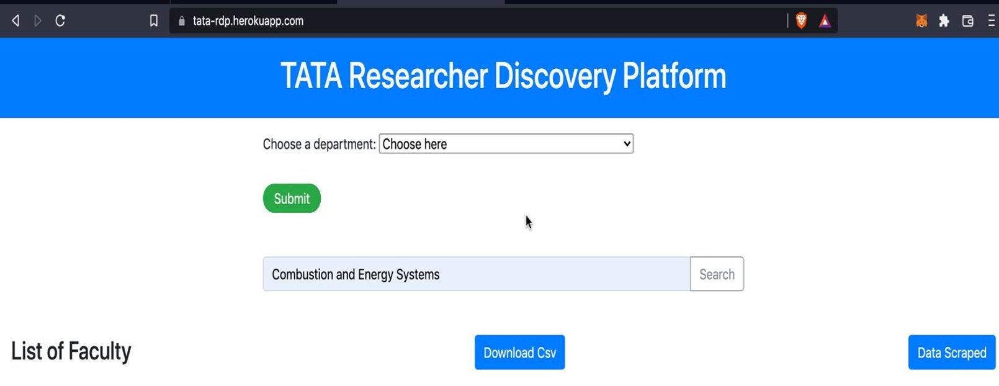 tata-rdp.herokuapp.com
TATA Researcher Discovery Platform
Choose a department: Choose here
Submit
Combustion and Energy Systems Search
List of Faculty Download Csv Data Scraped